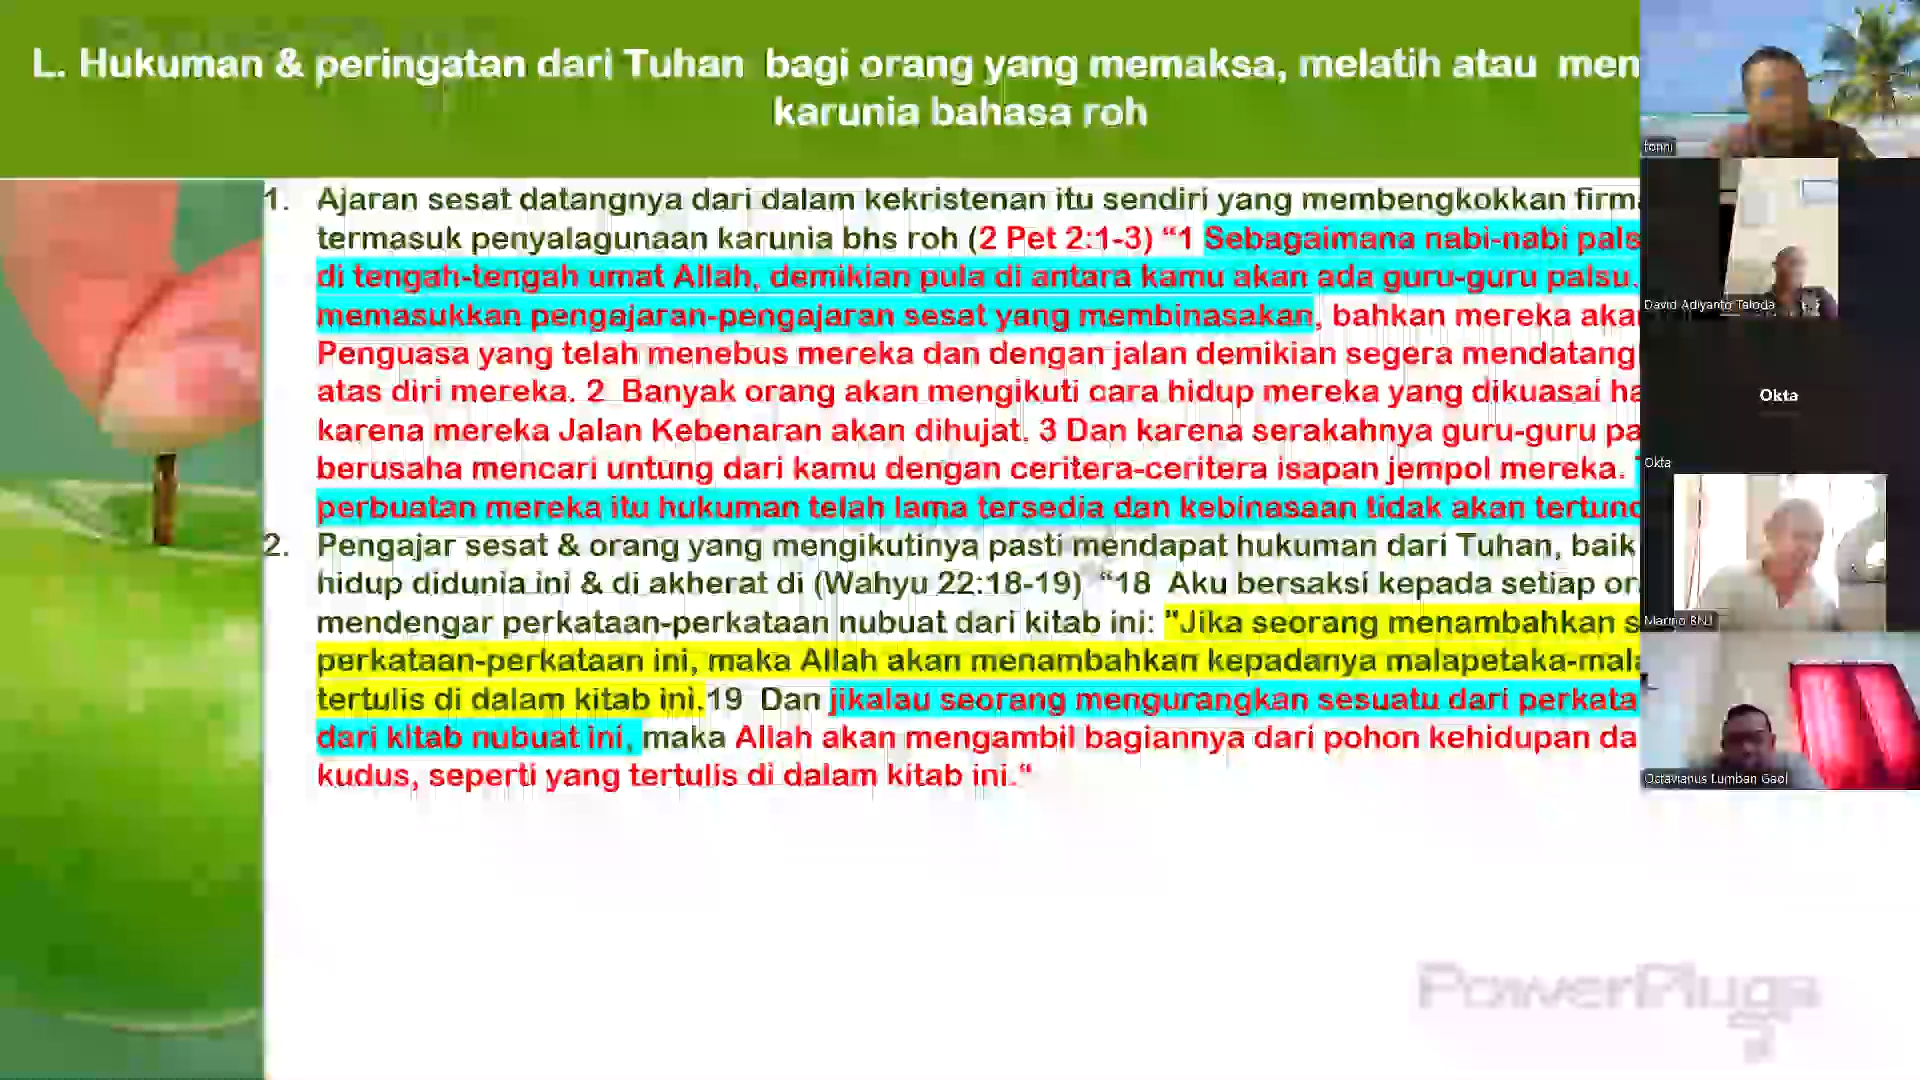 L. Hukuman & peringatan dari Tuhan bagi orang yang memaksa, melatih atau men
karunia bahasa roh
1. Ajaran sesat datangnya dari dalam kekristenan itu sendiri yang membengkokkan firma
termasuk penyalagunaan karunia bhs roh (2 Pet 2:1-3) “1 Sebagaimana nabi-nabi pals
di tengah-tengah umat Allah, demikian pula di antara kamu akan ada guru-guru palsu.
memasukkan pengajaran-pengajaran sesat yang membinasakan, bahkan mereka akan
Penguasa yang telah menebus mereka dan dengan jalan demikian segera mendatang
atas diri mereka. 2 Banyak orang akan mengikuti cara hidup mereka yang dikuasai ha
karena mereka Jalan Kebenaran akan dihujat. 3 Dan karena serakahnya guru-guru pa
berusaha mencari untung dari kamu dengan ceritera-ceritera isapan jempol mereka.
perbuatan mereka itu hukuman telah lama tersedia dan kebinasaan tidak akan tertund
2. Pengajar sesat & orang yang mengikutinya pasti mendapat hukuman dari Tuhan, baik
hidup didunia ini & di akherat di (Wahyu 22:18-19) “18 Aku bersaksi kepada setiap or
mendengar perkataan-perkataan nubuat dari kitab ini: "Jika seorang menambahkan s
perkataan-perkataan ini, maka Allah akan menambahkan kepadanya malapetaka-mala
tertulis di dalam kitab ini.19 Dan jikalau seorang mengurangkan sesuatu dari perkata
dari kitab nubuat ini, maka Allah akan mengambil bagiannya dari pohon kehidupan da
kudus, seperti yang tertulis di dalam kitab ini.“
PowerPlugs
fonni
David Adiyanto Taloda
Okta
Okta
Marino BNJ
Octavianus Lumban Gaol